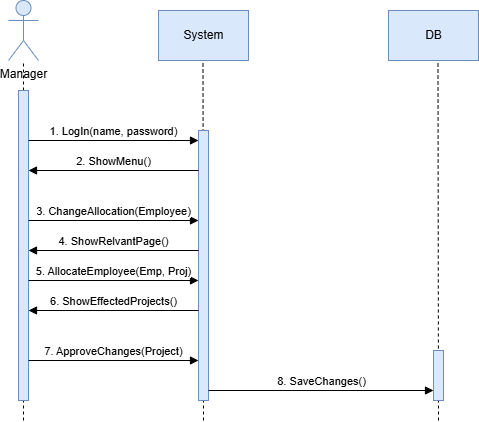 System
DB
Manager
1. LogIn(name, password)
2. ShowMenu()
3. ChangeAllocation(Employee)
4. ShowRelvantPage()
5. AllocateEmployee(Emp, Proj)
6. ShowEffectedProjects()
7. ApproveChanges(Project)
8. SaveChanges()